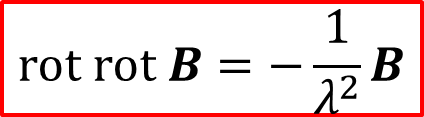 rot rot 𝑩 = − 1/𝜆² 𝑩